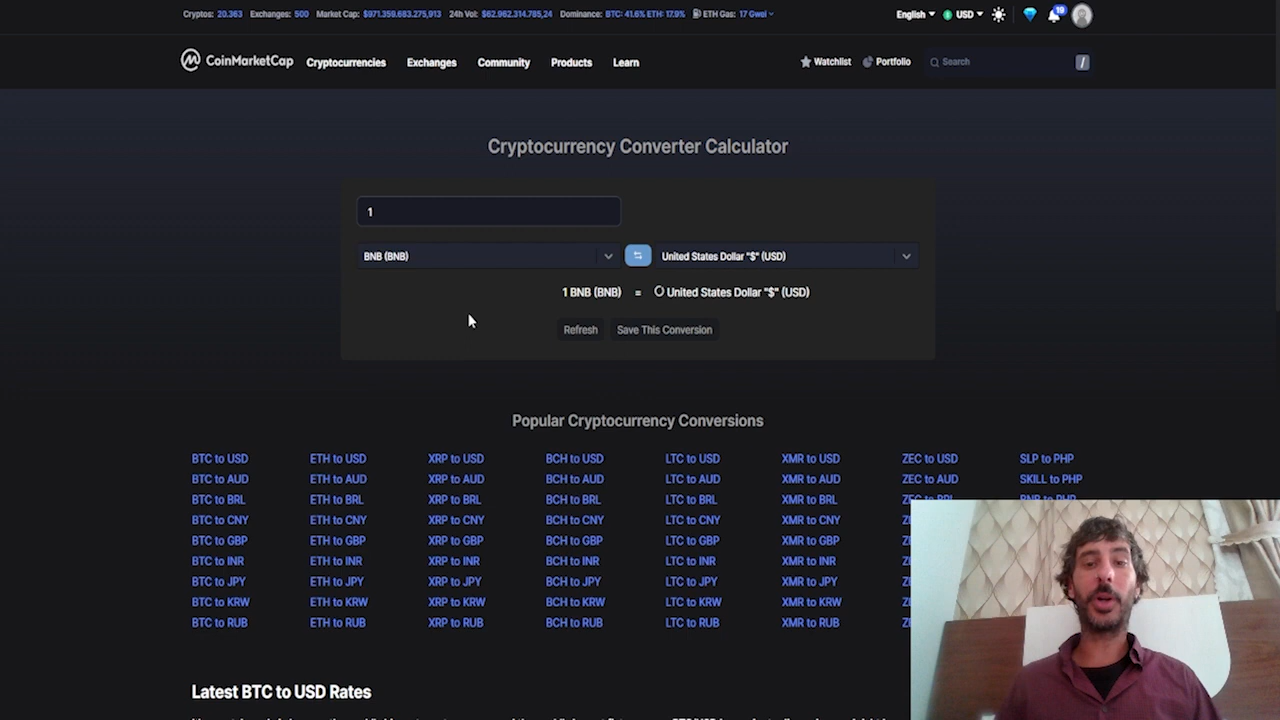 Cryptos: 20.363 Exchanges: 500 Market Cap: $971.359.683.275,913 24h Vol: $62.962.314.785,24 Dominance: BTC: 41.6% ETH: 17.9% ETH Gas: 17 Gwei English USD 19
CoinMarketCap Cryptocurrencies Exchanges Community Products Learn Watchlist Portfolio Search /
Cryptocurrency Converter Calculator
1
BNB (BNB) United States Dollar "$" (USD)
1 BNB (BNB) = United States Dollar "$" (USD)
Refresh Save This Conversion
Popular Cryptocurrency Conversions
BTC to USD ETH to USD XRP to USD BCH to USD LTC to USD XMR to USD ZEC to USD SLP to PHP
BTC to AUD ETH to AUD XRP to AUD BCH to AUD LTC to AUD XMR to AUD ZEC to AUD SKILL to PHP
BTC to BRL ETH to BRL XRP to BRL BCH to BRL LTC to BRL XMR to BRL ZEC to BRL BNB to PHP
BTC to CNY ETH to CNY XRP to CNY BCH to CNY LTC to CNY XMR to CNY
BTC to GBP ETH to GBP XRP to GBP BCH to GBP LTC to GBP XMR to GBP
BTC to INR ETH to INR XRP to INR BCH to INR LTC to INR XMR to INR
BTC to JPY ETH to JPY XRP to JPY BCH to JPY LTC to JPY XMR to JPY
BTC to KRW ETH to KRW XRP to KRW BCH to KRW LTC to KRW XMR to KRW
BTC to RUB ETH to RUB XRP to RUB BCH to RUB LTC to RUB XMR to RUB
Latest BTC to USD Rates